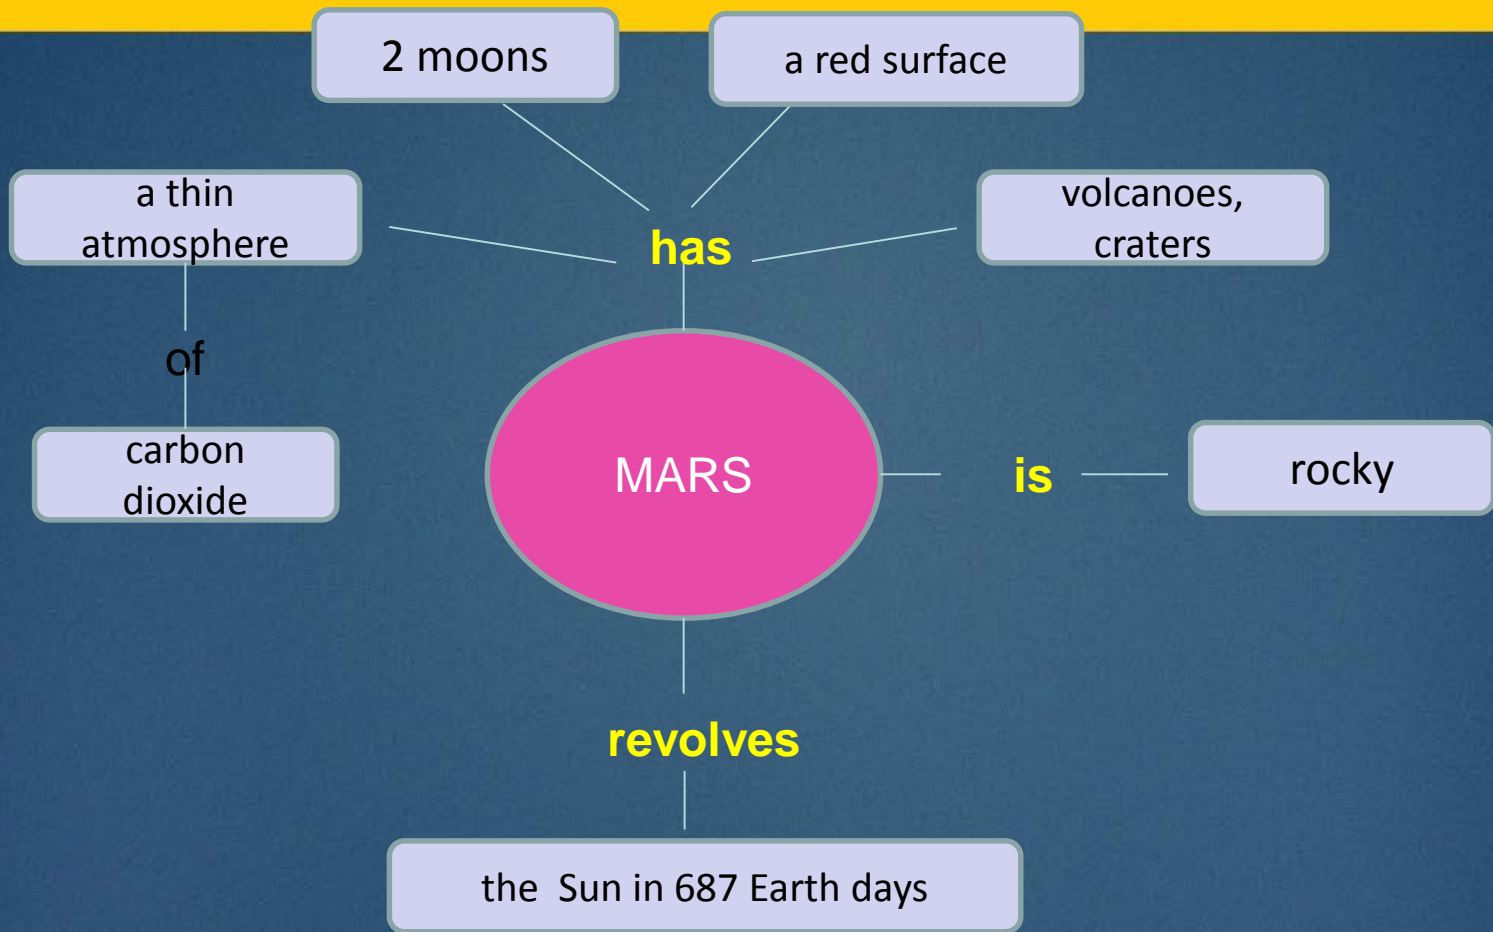 2 moons
a red surface
a thin
atmosphere
volcanoes,
craters
has
of
carbon
dioxide
MARS
is
rocky
revolves
the Sun in 687 Earth days